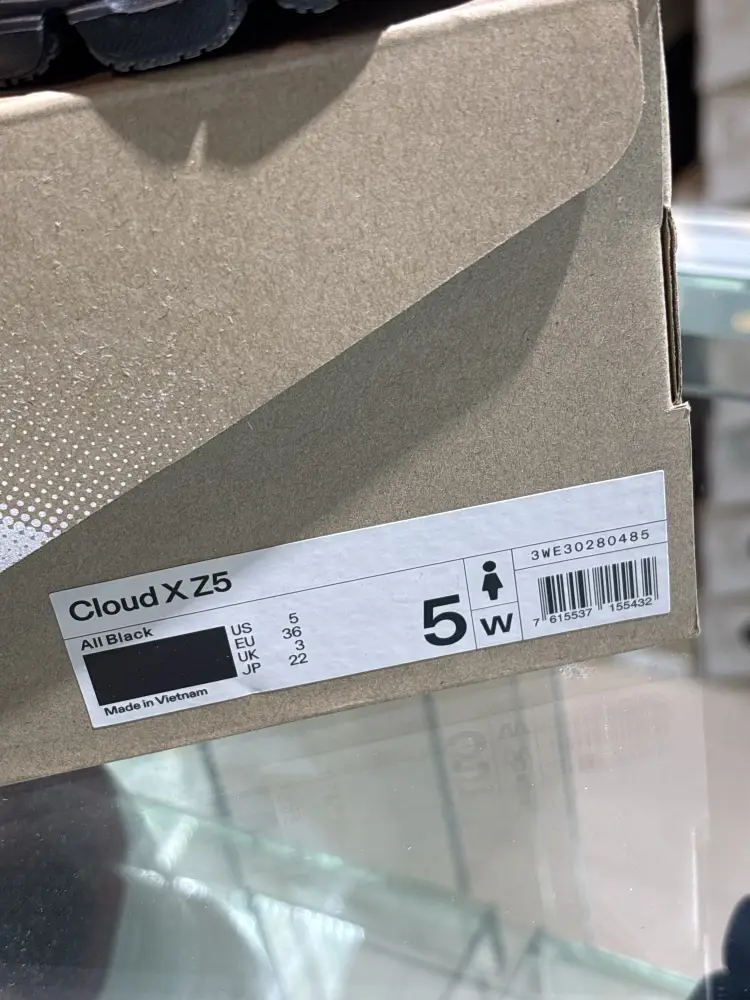 Cloud X Z5
All Black
US 5
EU 36
UK 3
JP 22
Made in Vietnam
5
W
3WE30280485
7 615537 155432